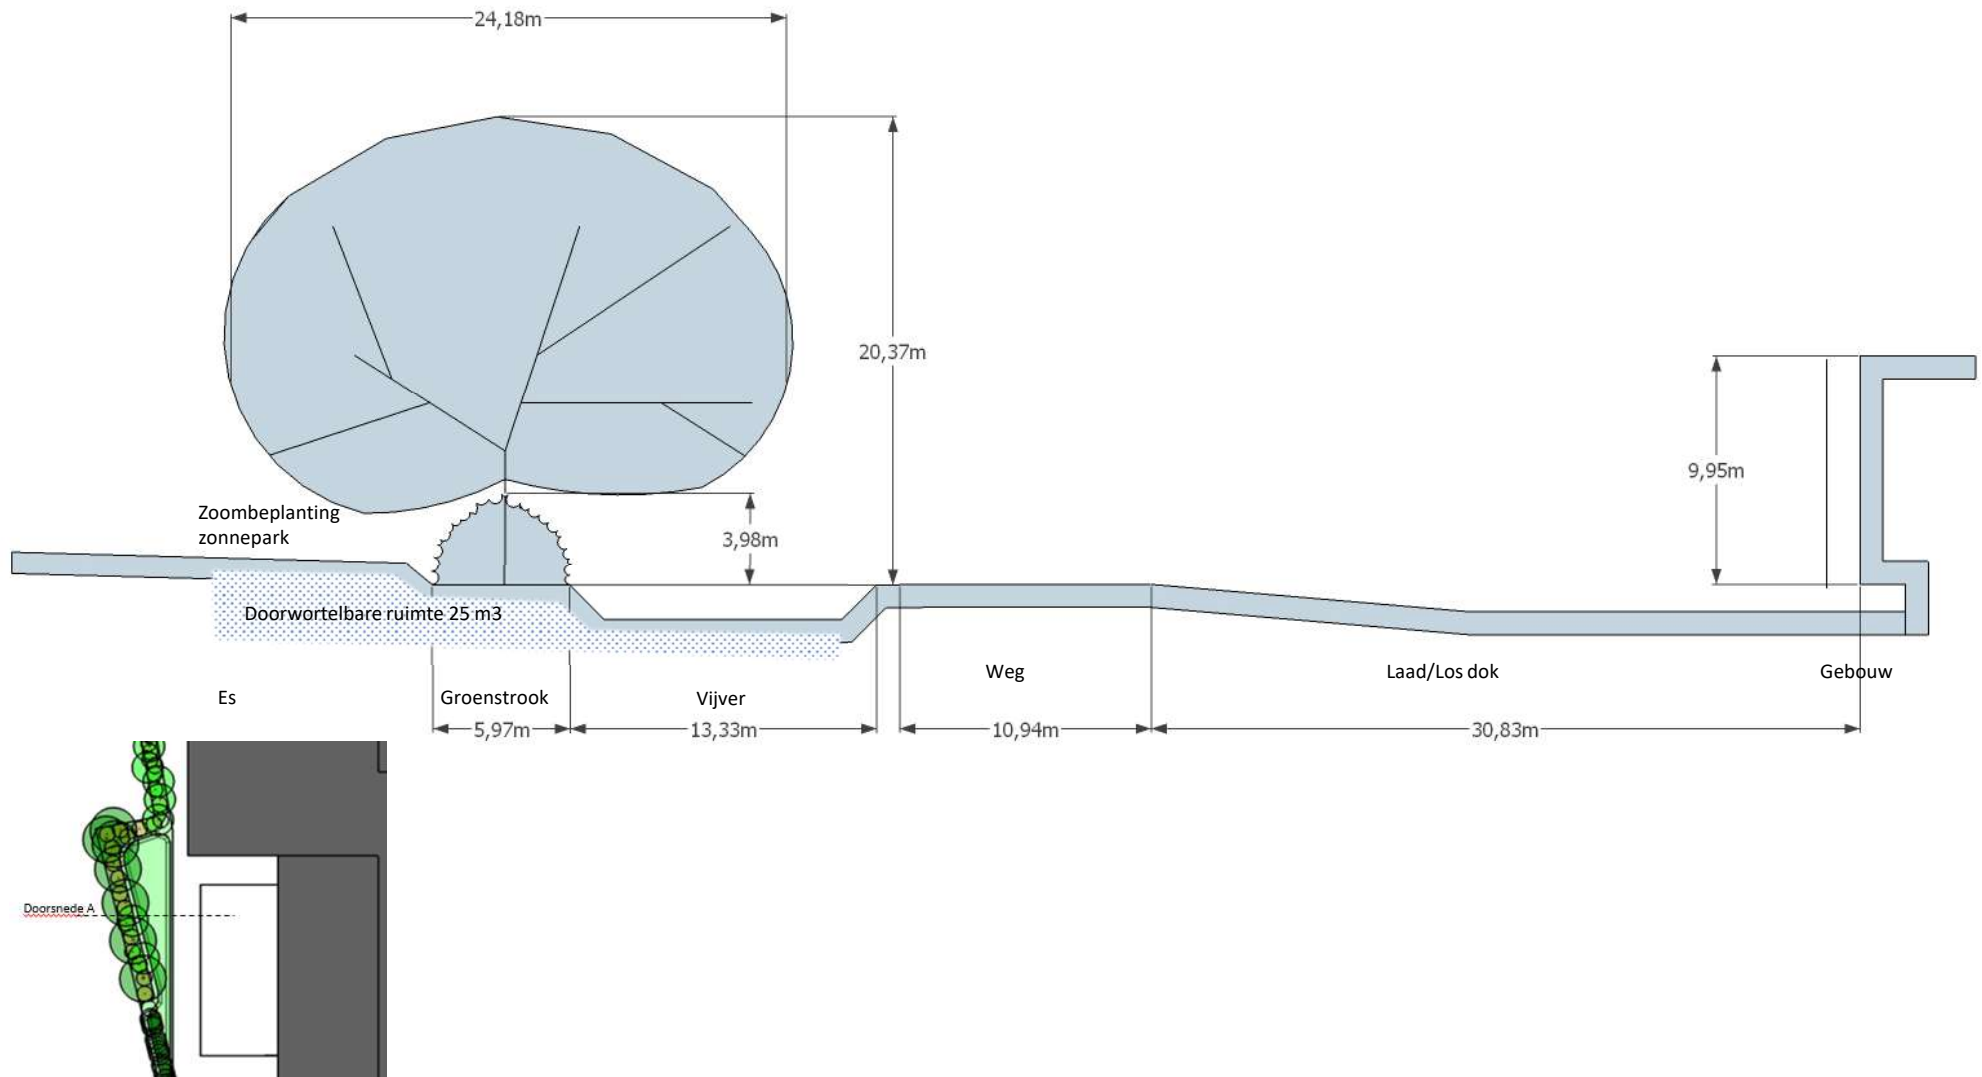 24,18m
20,37m
9,95m
Zoombeplanting
zonnepark
3,98m
Doorwortelbare ruimte 25 m3
Es
Groenstrook
Vijver
Weg
Laad/Los dok
Gebouw
5,97m
13,33m
10,94m
30,83m
Doorsnede A